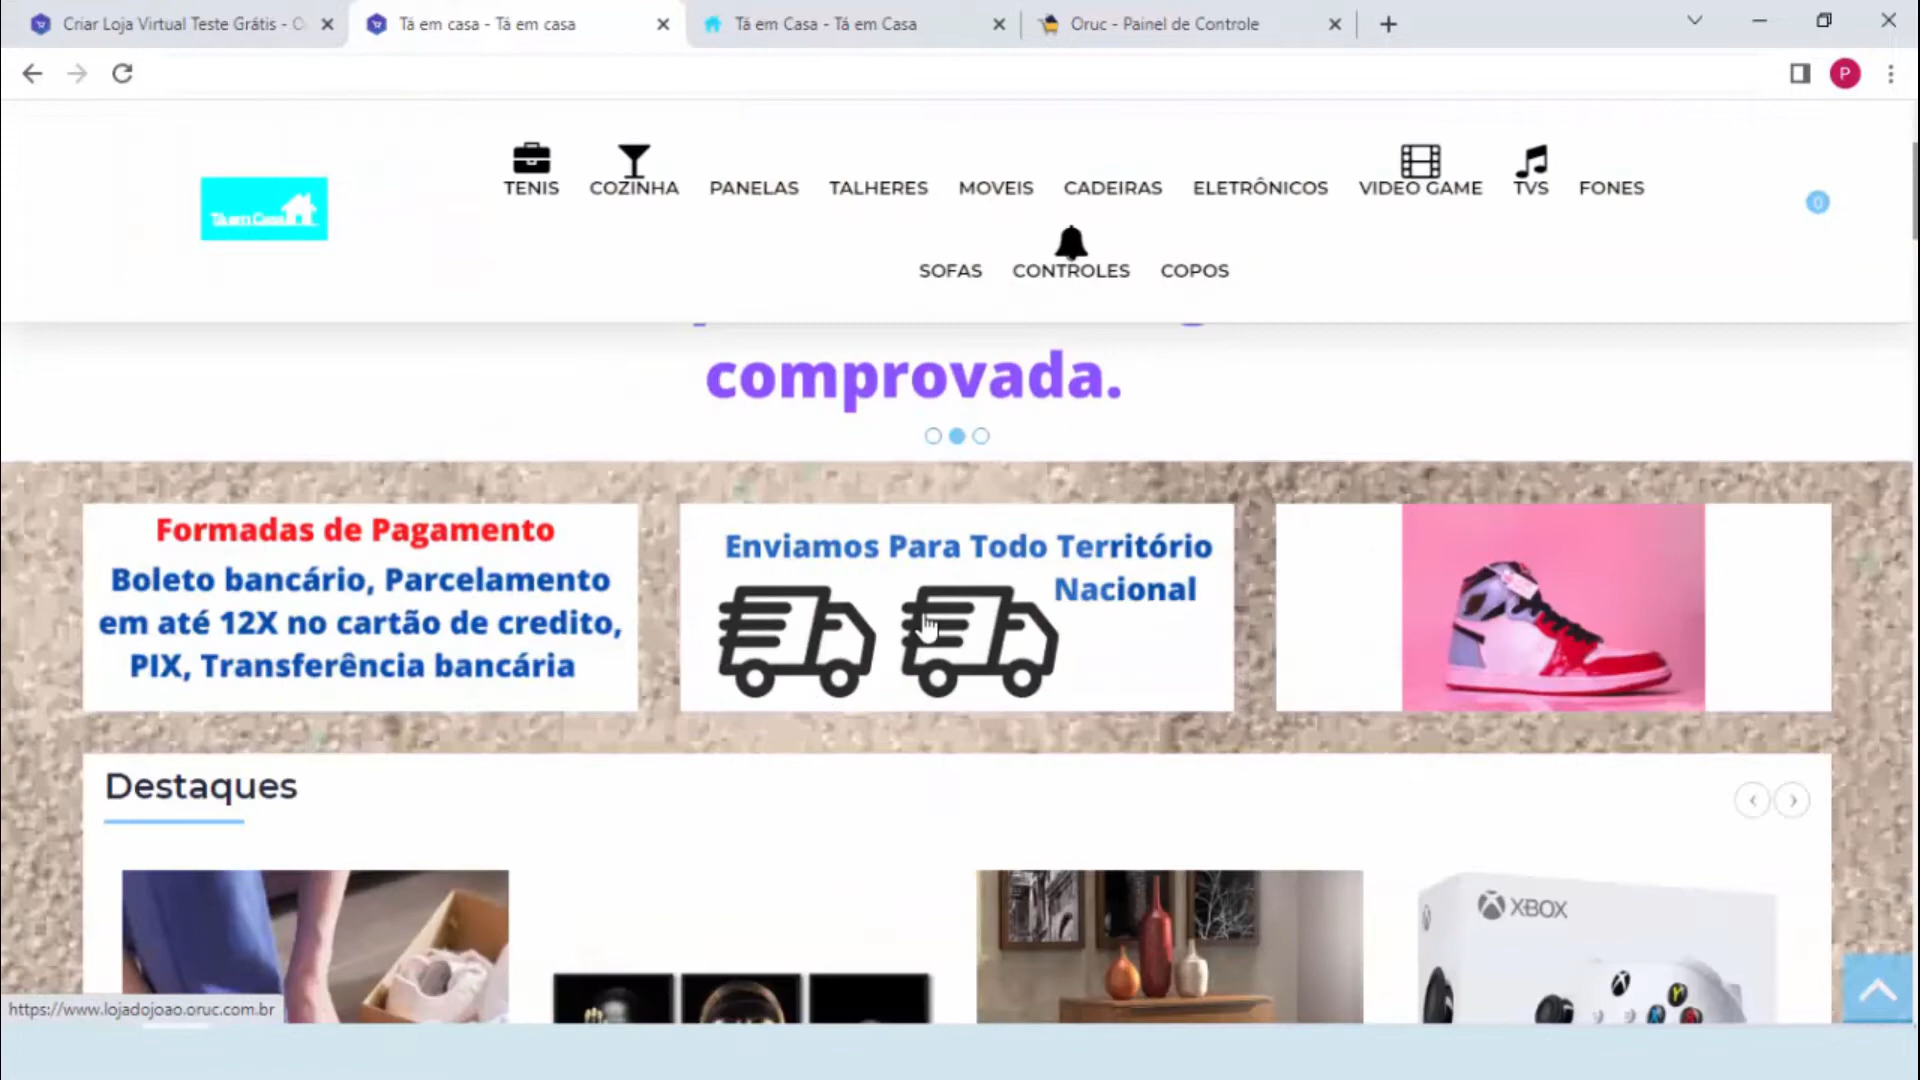 Criar Loja Virtual Teste Grátis - O
Tá em casa - Tá em casa
Tá em Casa - Tá em Casa
Oruc - Painel de Controle
P
Tá em Casa
TENIS
COZINHA
PANELAS
TALHERES
MOVEIS
CADEIRAS
ELETRÔNICOS
VIDEO GAME
TVS
FONES
0
SOFAS
CONTROLES
COPOS
comprovada.
Formadas de Pagamento
Boleto bancário, Parcelamento
em até 12X no cartão de credito,
PIX, Transferência bancária
Enviamos Para Todo Território
Nacional
Destaques
XBOX
https://www.lojadojoao.oruc.com.br